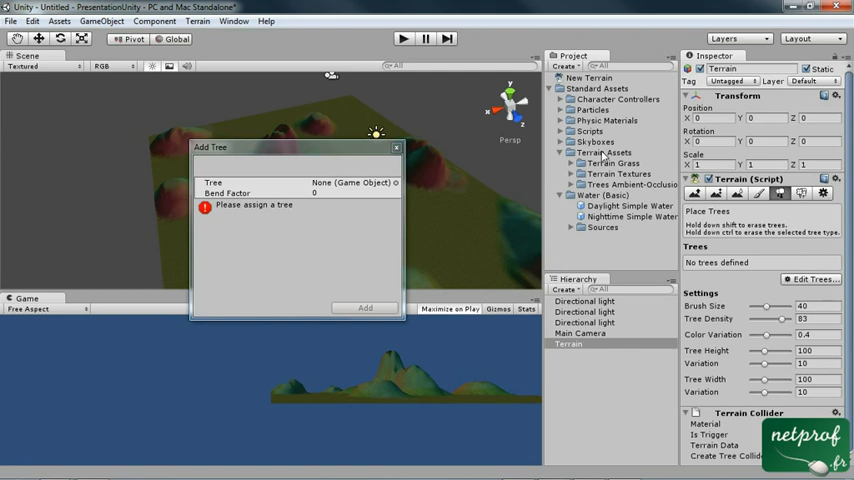 Unity - Untitled - PresentationUnity - PC and Mac Standalone*
File Edit Assets GameObject Component Terrain Window Help
Pivot Global Layers Layout
Scene
Textured RGB All
y
x
z
Persp
Add Tree
Tree None (Game Object)
Bend Factor 0
Please assign a tree
Add
Game
Free Aspect Maximize on Play Gizmos Stats
Project
Create All
New Terrain
Standard Assets
Character Controllers
Particles
Physic Materials
Scripts
Skyboxes
Terrain Assets
Terrain Grass
Terrain Textures
Trees Ambient-Occlusio
Water (Basic)
Daylight Simple Water
Nighttime Simple Water
Sources
Hierarchy
Create All
Directional light
Directional light
Directional light
Main Camera
Terrain
Inspector
Terrain Static
Tag Untagged Layer Default
Transform
Position
X 0 Y 0 Z 0
Rotation
X 0 Y 0 Z 0
Scale
X 1 Y 1 Z 1
Terrain (Script)
Place Trees
Hold down shift to erase trees.
Hold down ctrl to erase the selected tree type.
Trees
No trees defined
Edit Trees...
Settings
Brush Size 40
Tree Density 83
Color Variation 0.4
Tree Height 100
Variation 10
Tree Width 100
Variation 10
Terrain Collider
Material
Is Trigger
Terrain Data
Create Tree Collid
netprof
.fr